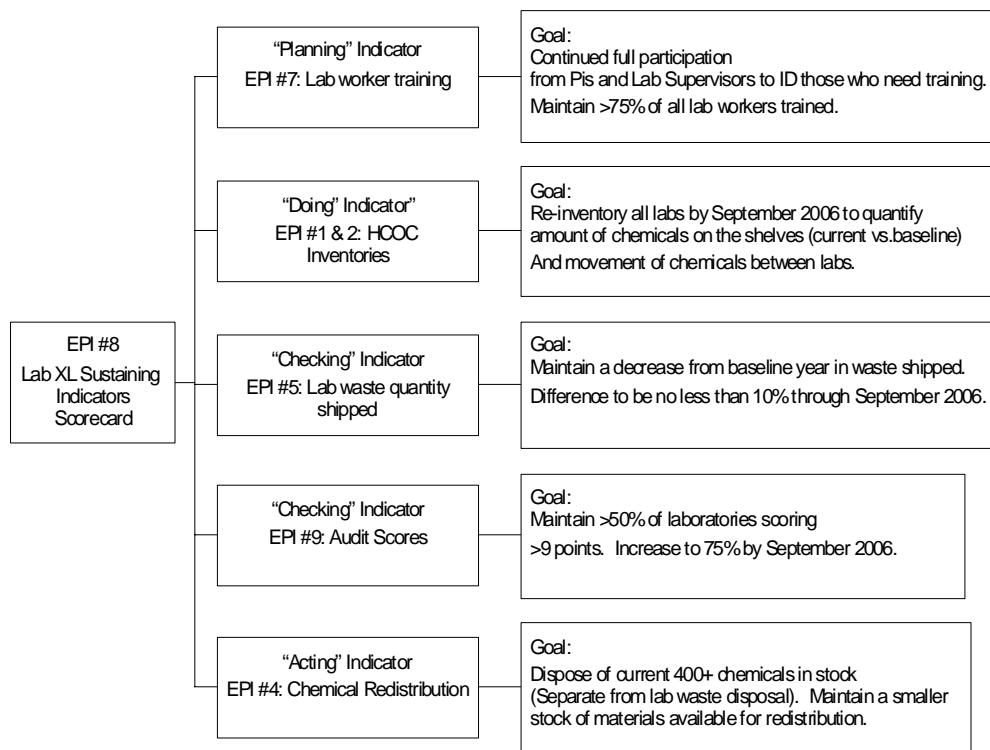 EPI #8
Lab XL Sustaining
Indicators
Scorecard
“Planning” Indicator
EPI #7: Lab worker training
Goal:
Continued full participation
from Pis and Lab Supervisors to ID those who need training.
Maintain >75% of all lab workers trained.
“Doing” Indicator”
EPI #1 & 2: HCOC
Inventories
Goal:
Re-inventory all labs by September 2006 to quantify
amount of chemicals on the shelves (current vs.baseline)
And movement of chemicals between labs.
“Checking” Indicator
EPI #5: Lab waste quantity
shipped
Goal:
Maintain a decrease from baseline year in waste shipped.
Difference to be no less than 10% through September 2006.
“Checking” Indicator
EPI #9: Audit Scores
Goal:
Maintain >50% of laboratories scoring
>9 points.  Increase to 75% by September 2006.
“Acting” Indicator
EPI #4: Chemical Redistribution
Goal:
Dispose of current 400+ chemicals in stock
(Separate from lab waste disposal).  Maintain a smaller
stock of materials available for redistribution.